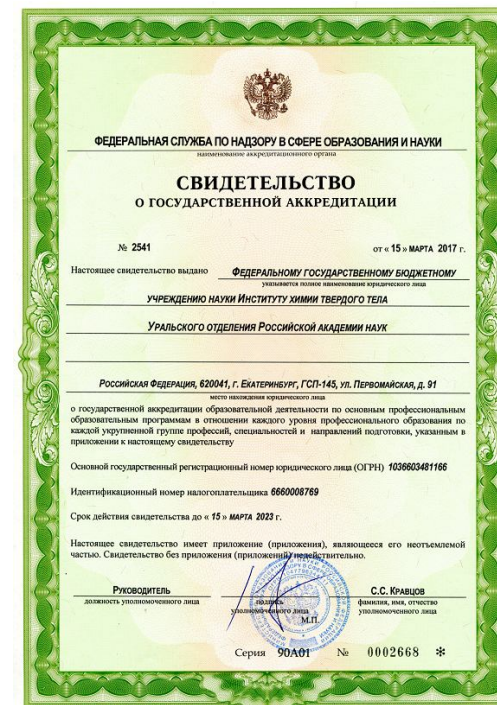 ФЕДЕРАЛЬНАЯ СЛУЖБА ПО НАДЗОРУ В СФЕРЕ ОБРАЗОВАНИЯ И НАУКИ
наименование аккредитационного органа
СВИДЕТЕЛЬСТВО
О ГОСУДАРСТВЕННОЙ АККРЕДИТАЦИИ
№ 2541 от « 15 » МАРТА 2017 г.
Настоящее свидетельство выдано ФЕДЕРАЛЬНОМУ ГОСУДАРСТВЕННОМУ БЮДЖЕТНОМУ
указывается полное наименование юридического лица
УЧРЕЖДЕНИЮ НАУКИ ИНСТИТУТУ ХИМИИ ТВЕРДОГО ТЕЛА
УРАЛЬСКОГО ОТДЕЛЕНИЯ РОССИЙСКОЙ АКАДЕМИИ НАУК
РОССИЙСКАЯ ФЕДЕРАЦИЯ, 620041, Г. ЕКАТЕРИНБУРГ, ГСП-145, УЛ. ПЕРВОМАЙСКАЯ, Д. 91
место нахождения юридического лица
о государственной аккредитации образовательной деятельности по основным профессиональным
образовательным программам в отношении каждого уровня профессионального образования по
каждой укрупненной группе профессий, специальностей и направлений подготовки, указанным в
приложении к настоящему свидетельству
Основной государственный регистрационный номер юридического лица (ОГРН) 1036603481166
Идентификационный номер налогоплательщика 6660008769
Срок действия свидетельства до « 15 » МАРТА 2023 г.
Настоящее свидетельство имеет приложение (приложения), являющееся его неотъемлемой
частью. Свидетельство без приложения (приложений) недействительно.
РУКОВОДИТЕЛЬ С.С. КРАВЦОВ
должность уполномоченного лица подпись уполномоченного лица фамилия, имя, отчество уполномоченного лица
М.П.
Серия 90А01 № 0002668 *